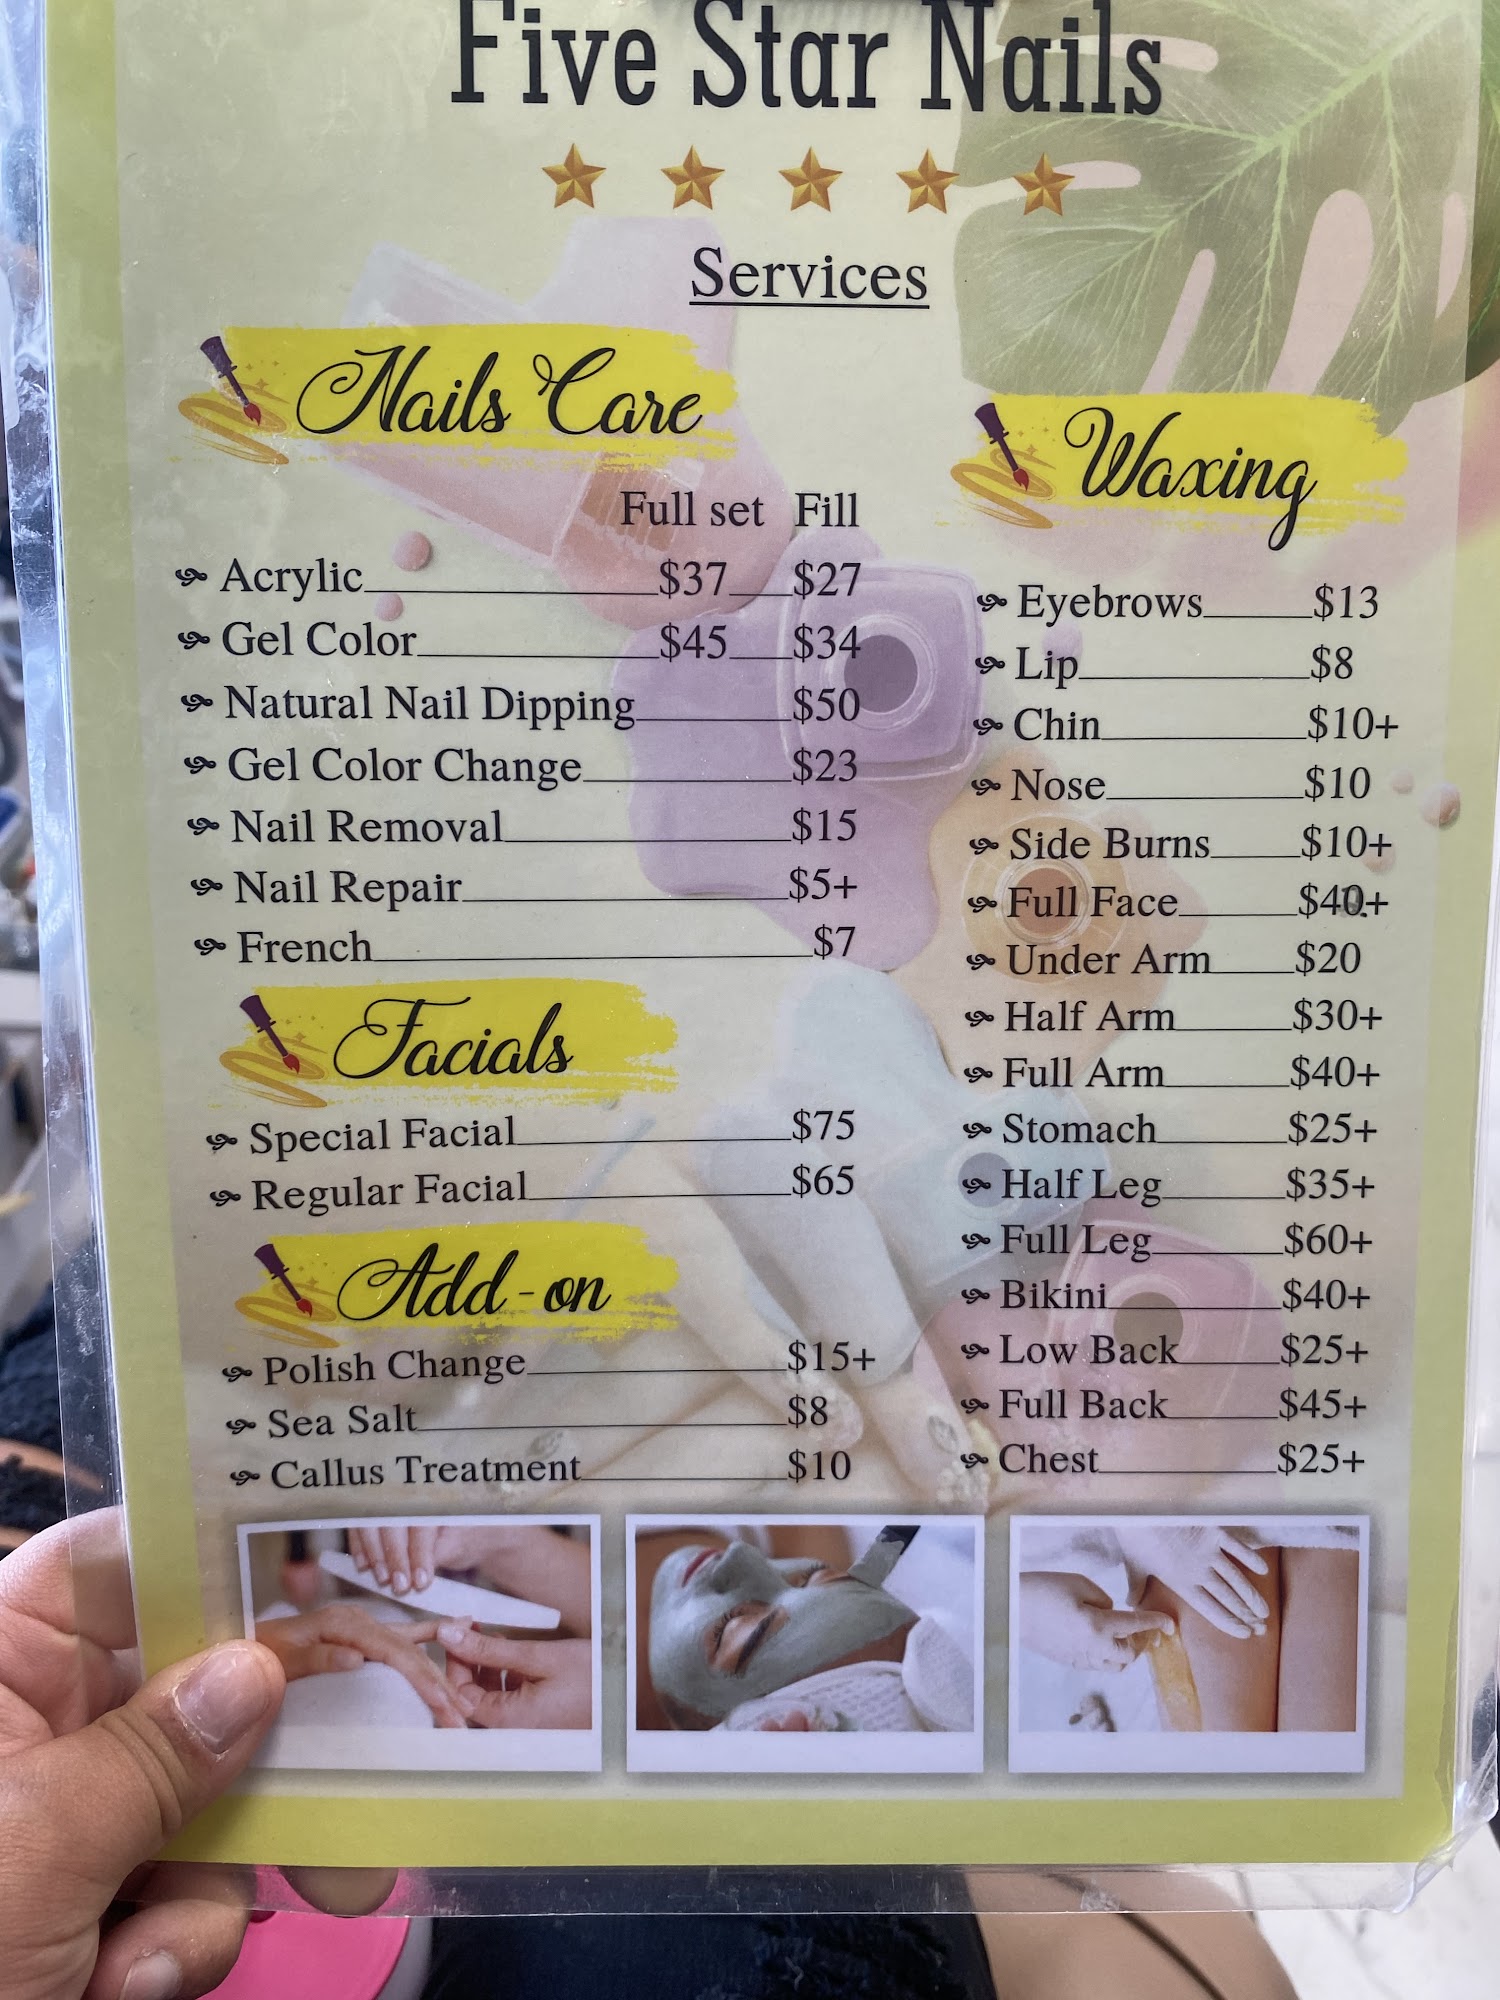 Five Star Nails
Services
Nails Care
Full set Fill
Acrylic $37 $27
Gel Color $45 $34
Natural Nail Dipping $50
Gel Color Change $23
Nail Removal $15
Nail Repair $5+
French $7
Facials
Special Facial $75
Regular Facial $65
Add-on
Polish Change $15+
Sea Salt $8
Callus Treatment $10
Waxing
Eyebrows $13
Lip $8
Chin $10+
Nose $10
Side Burns $10+
Full Face $40+
Under Arm $20
Half Arm $30+
Full Arm $40+
Stomach $25+
Half Leg $35+
Full Leg $60+
Bikini $40+
Low Back $25+
Full Back $45+
Chest $25+